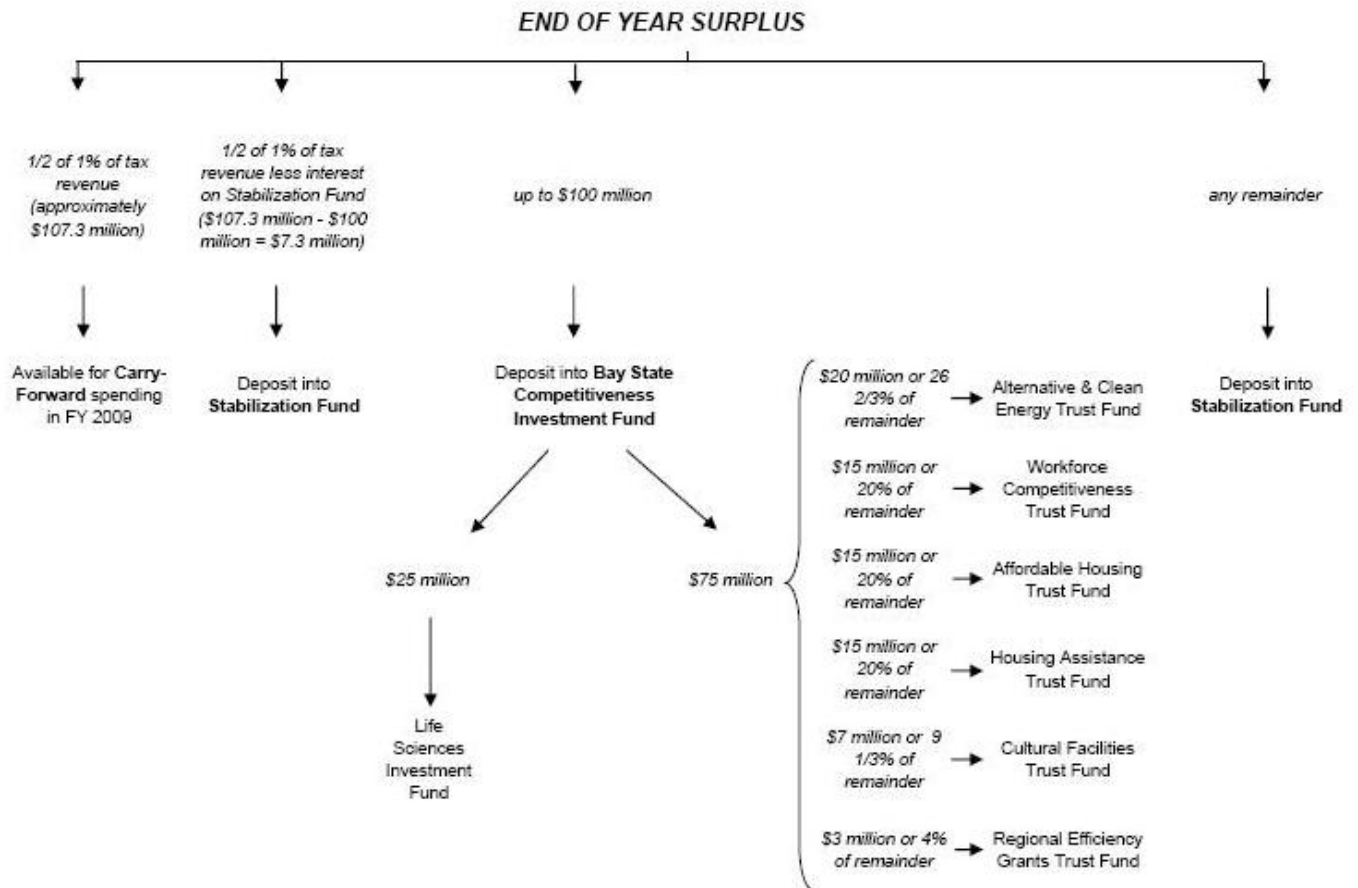 END OF YEAR SURPLUS
1/2 of 1% of tax
revenue
(approximately
$107.3 million)
1/2 of 1% of tax
revenue less interest
on Stabilization Fund
($107.3 million - $100
million = $7.3 million)
up to $100 million
any remainder
Available for Carry-
Forward spending
in FY 2009
Deposit into
Stabilization Fund
Deposit into Bay State
Competitiveness
Investment Fund
Deposit into
Stabilization Fund
$25 million
Life
Sciences
Investment
Fund
$75 million
$20 million or 26
2/3% of
remainder
Alternative & Clean
Energy Trust Fund
$15 million or
20% of
remainder
Workforce
Competitiveness
Trust Fund
$15 million or
20% of
remainder
Affordable Housing
Trust Fund
$15 million or
20% of
remainder
Housing Assistance
Trust Fund
$7 million or 9
1/3% of
remainder
Cultural Facilities
Trust Fund
$3 million or 4%
of remainder
Regional Efficiency
Grants Trust Fund